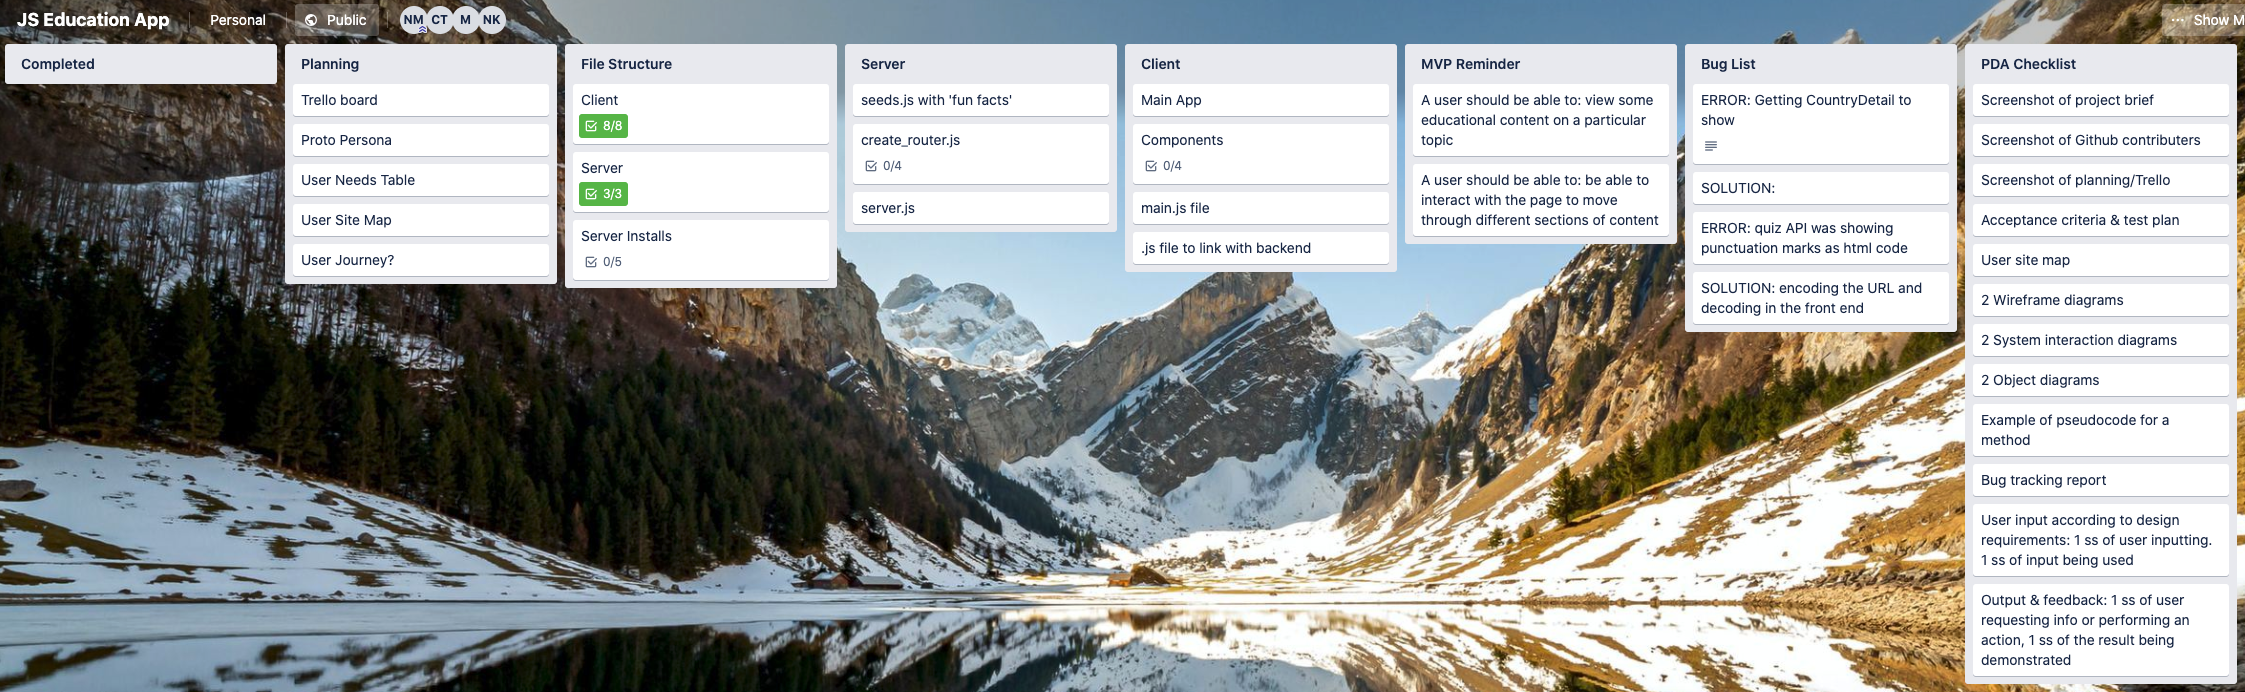 JS Education App
Personal
Public
NM
CT
M
NK
Show M
Completed
Planning
Trello board
Proto Persona
User Needs Table
User Site Map
User Journey?
File Structure
Client
8/8
Server
3/3
Server Installs
0/5
Server
seeds.js with 'fun facts'
create_router.js
0/4
server.js
Client
Main App
Components
0/4
main.js file
.js file to link with backend
MVP Reminder
A user should be able to: view some
educational content on a particular
topic
A user should be able to: be able to
interact with the page to move
through different sections of content
Bug List
ERROR: Getting CountryDetail to
show
SOLUTION:
ERROR: quiz API was showing
punctuation marks as html code
SOLUTION: encoding the URL and
decoding in the front end
PDA Checklist
Screenshot of project brief
Screenshot of Github contributers
Screenshot of planning/Trello
Acceptance criteria & test plan
User site map
2 Wireframe diagrams
2 System interaction diagrams
2 Object diagrams
Example of pseudocode for a
method
Bug tracking report
User input according to design
requirements: 1 ss of user inputting.
1 ss of input being used
Output & feedback: 1 ss of user
requesting info or performing an
action, 1 ss of the result being
demonstrated